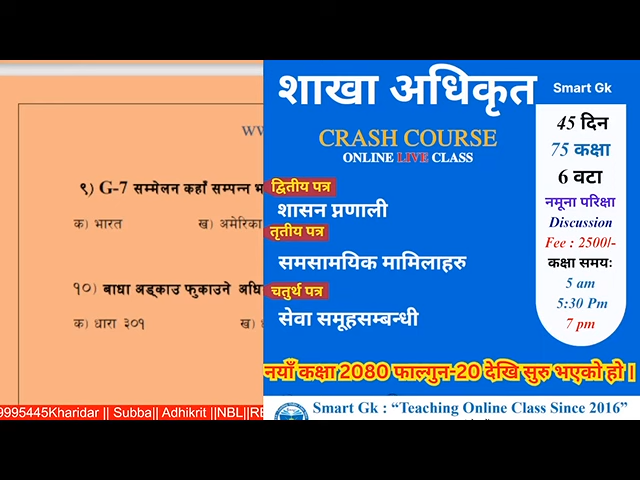 ww
९) G-7 सम्मेलन कहाँ सम्पन्न भ
क) भारत ख) अमेरिका
१०) बाधा अड्काउ फुकाउने अधि
क) धारा ३०१ ख)
9995445Kharidar || Subba|| Adhikrit ||NBL||RB
शाखा अधिकृत
Smart Gk
CRASH COURSE
ONLINE LIVE CLASS
द्वितीय पत्र
शासन प्रणाली
तृतीय पत्र
समसामयिक मामिलाहरु
चतुर्थ पत्र
सेवा समूहसम्बन्धी
45 दिन
75 कक्षा
6 वटा
नमूना परिक्षा
Discussion
Fee : 2500/-
कक्षा समयः
5 am
5:30 Pm
7 pm
नयाँ कक्षा 2080 फाल्गुन-20 देखि सुरु भएको हो |
Smart Gk : “Teaching Online Class Since 2016”